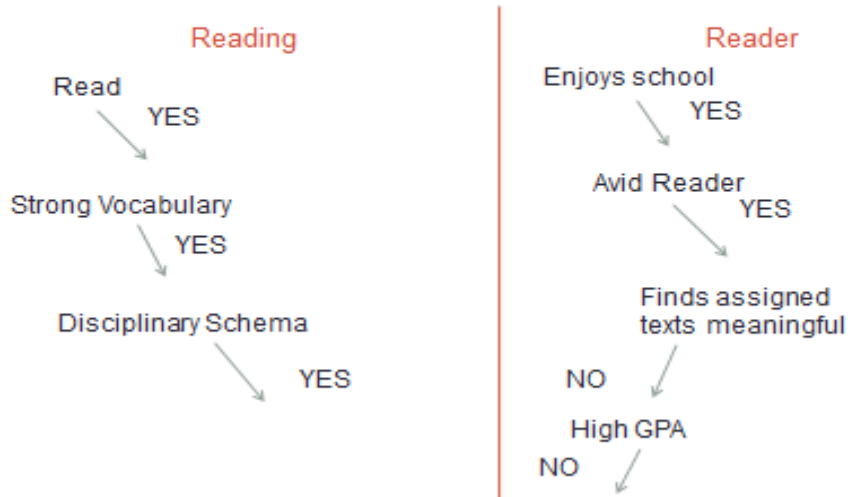 Reading
Read
YES
Strong Vocabulary
YES
Disciplinary Schema
YES
Reader
Enjoys school
YES
Avid Reader
YES
Finds assigned
texts meaningful
NO
High GPA
NO